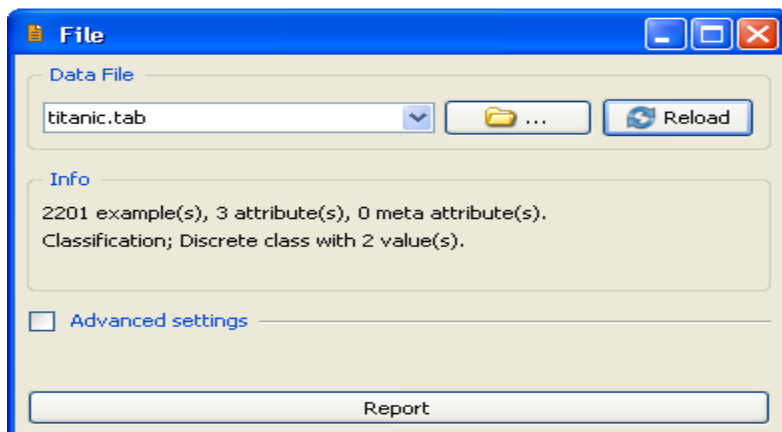 File
Data File
titanic.tab
...
Reload
Info
2201 example(s), 3 attribute(s), 0 meta attribute(s).
Classification; Discrete class with 2 value(s).
Advanced settings
Report